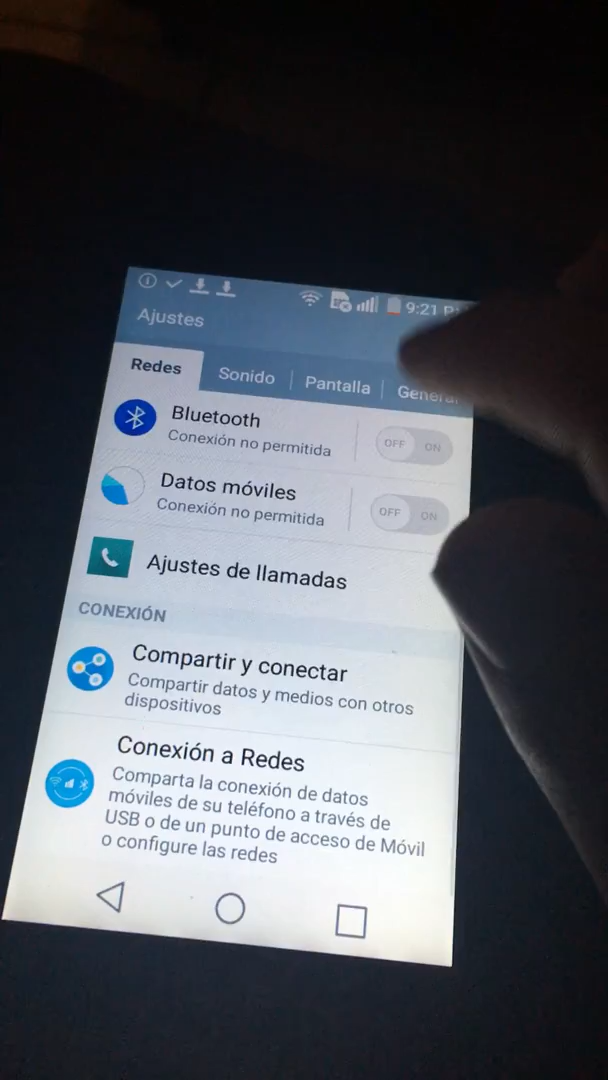 9:21 P
Ajustes
Redes
Sonido
Pantalla
General
Bluetooth
Conexión no permitida
OFF ON
Datos móviles
Conexión no permitida
OFF ON
Ajustes de llamadas
CONEXIÓN
Compartir y conectar
Compartir datos y medios con otros
dispositivos
Conexión a Redes
Comparta la conexión de datos
móviles de su teléfono a través de
USB o de un punto de acceso de Móvil
o configure las redes